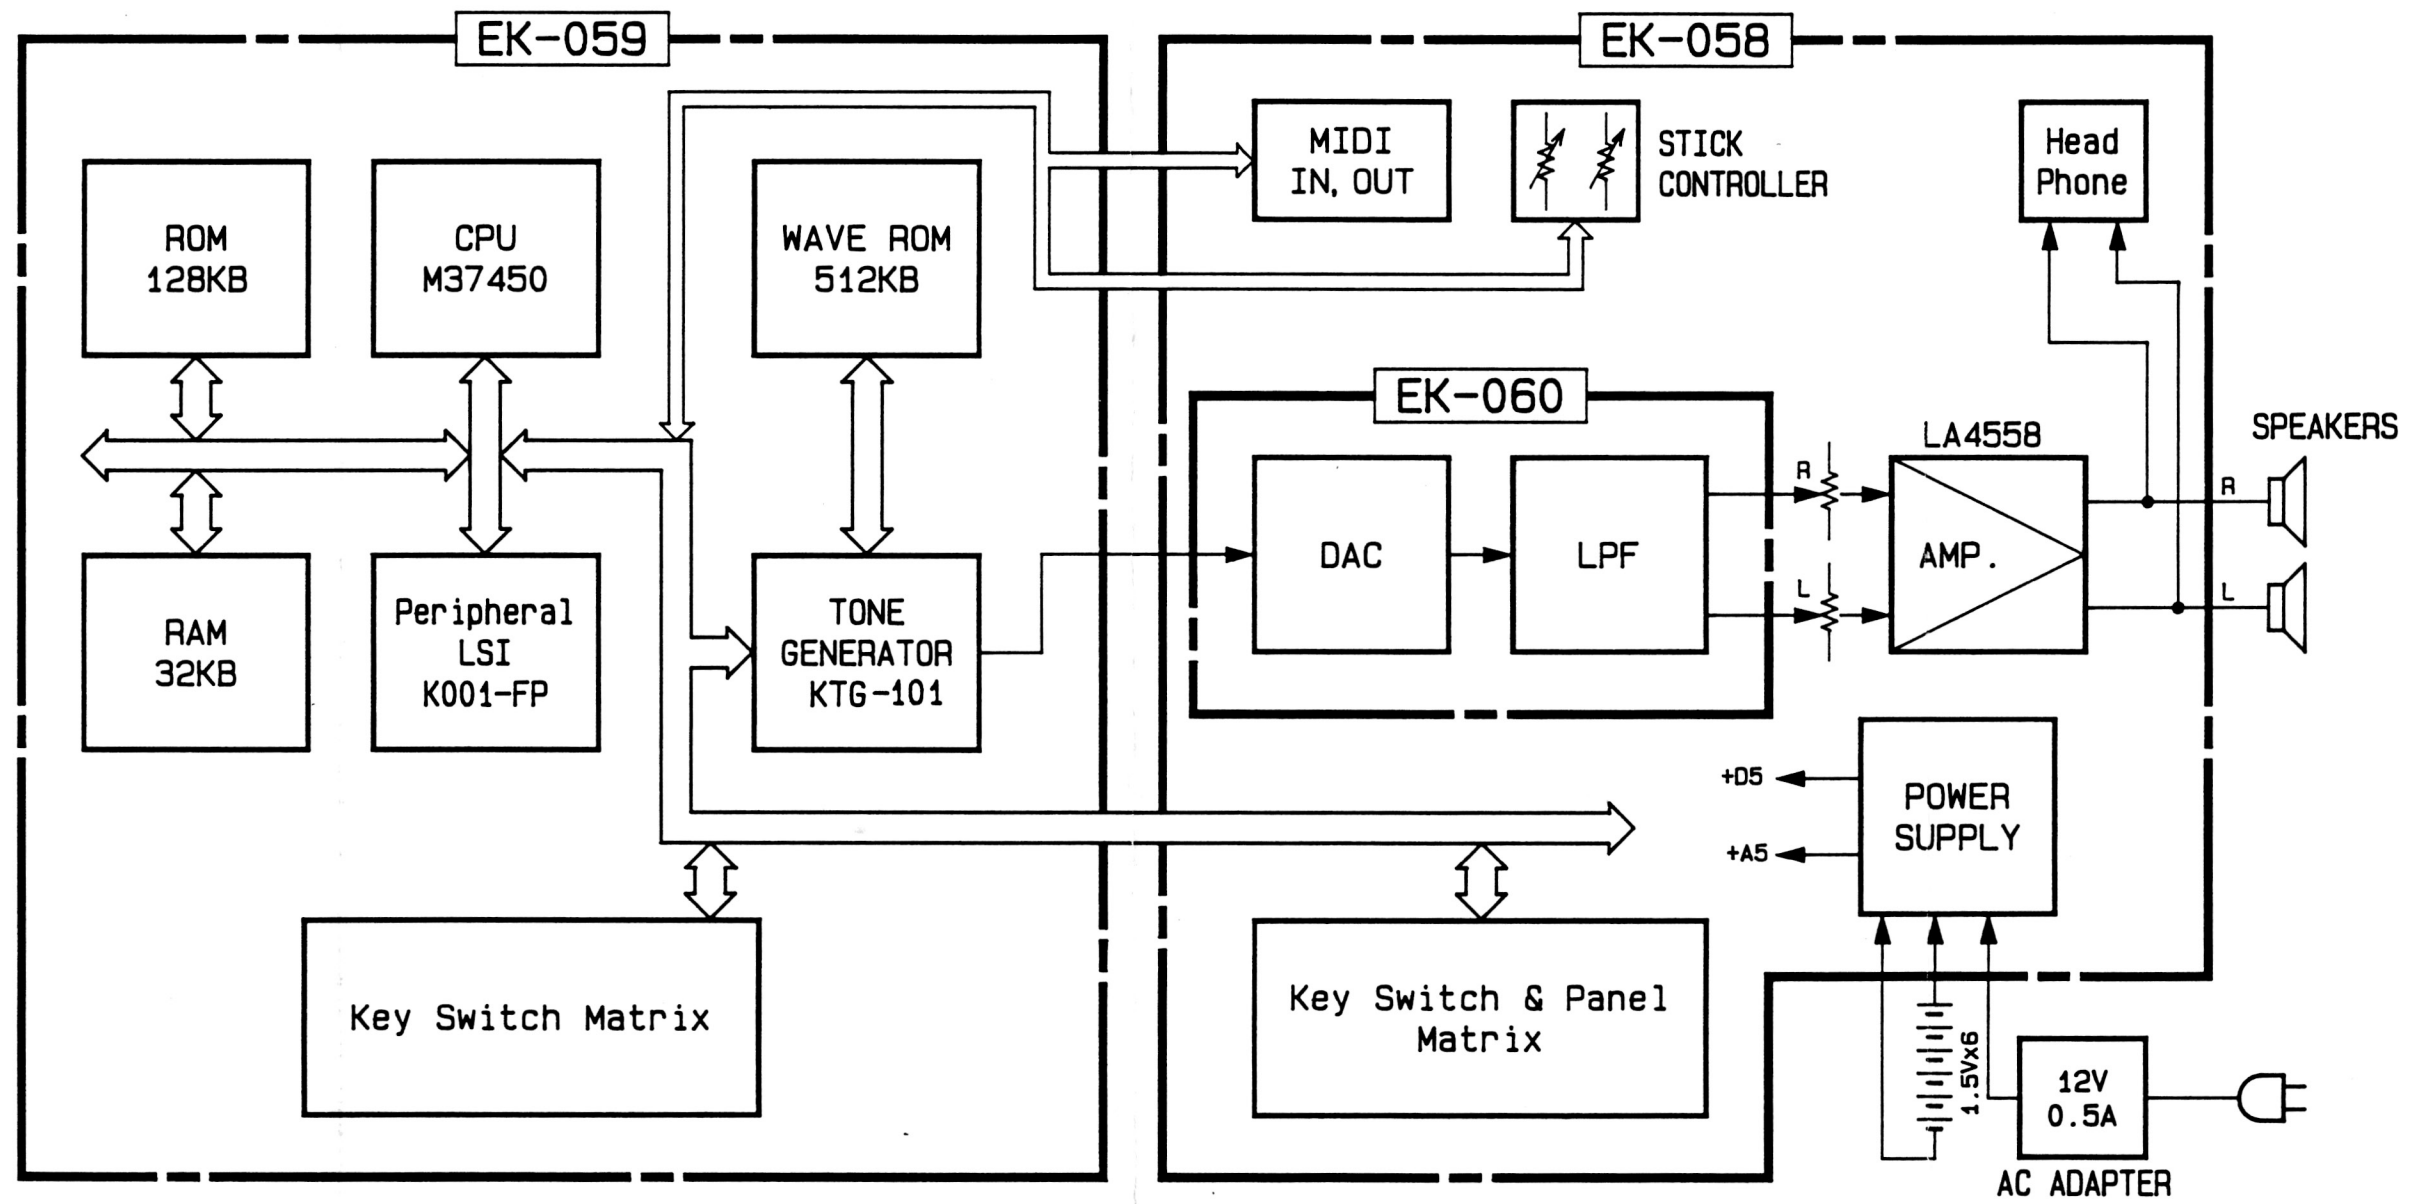 EK-059
EK-058
ROM
128KB
CPU
M37450
WAVE ROM
512KB
MIDI
IN, OUT
STICK
CONTROLLER
Head
Phone
EK-060
RAM
32KB
Peripheral
LSI
K001-FP
TONE
GENERATOR
KTG-101
DAC
LPF
R
L
LA4558
AMP.
SPEAKERS
R
L
+D5
+A5
POWER
SUPPLY
Key Switch Matrix
Key Switch & Panel
Matrix
1.5Vx6
12V
0.5A
AC ADAPTER